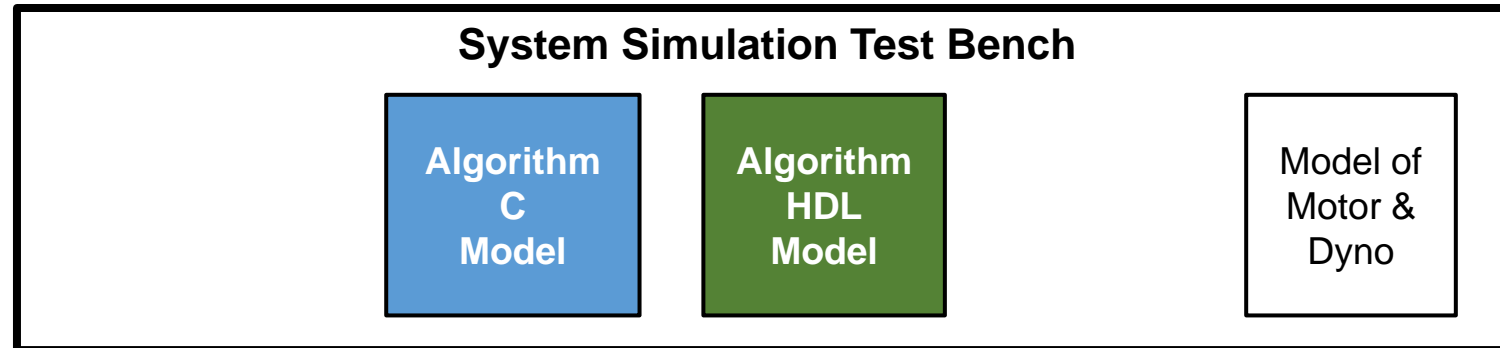 System Simulation Test Bench
Algorithm
C
Model
Algorithm
HDL
Model
Model of
Motor &
Dyno